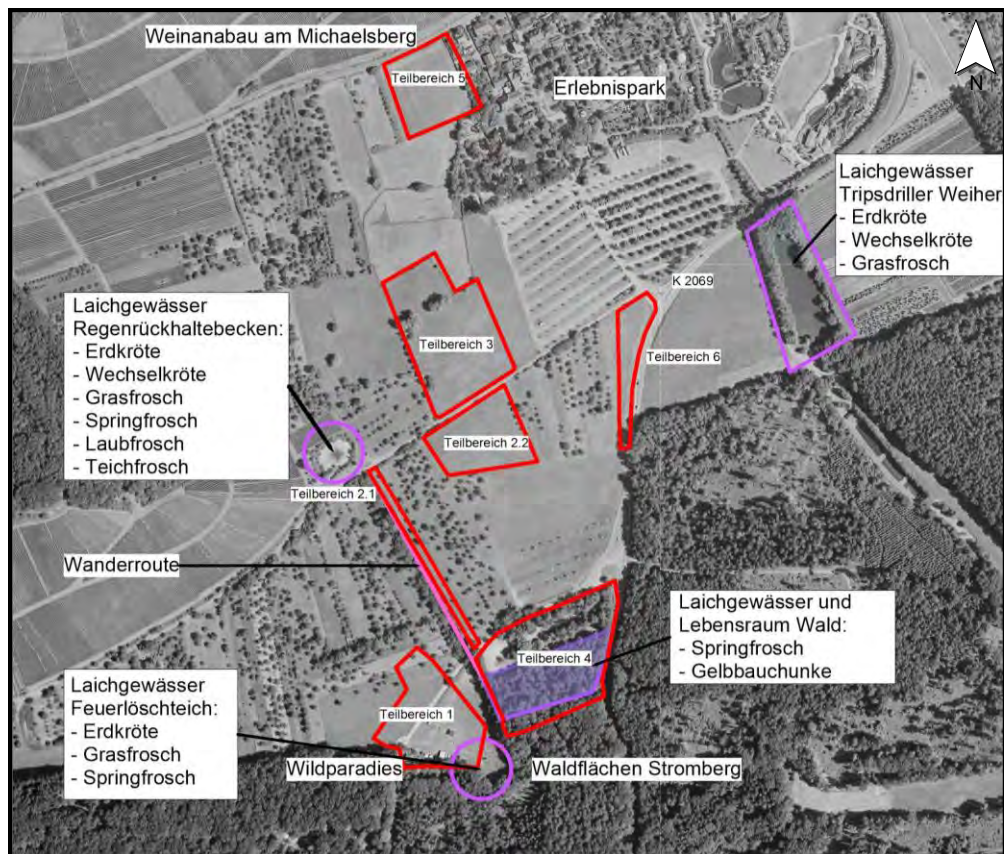 Weinanabau am Michaelsberg
Teilbereich 5
Erlebnispark
N
Laichgewässer
Tripsdriller Weiher
- Erdkröte
- Wechselkröte
- Grasfrosch
K 2069
Laichgewässer
Regenrückhaltebecken:
- Erdkröte
- Wechselkröte
- Grasfrosch
- Springfrosch
- Laubfrosch
- Teichfrosch
Teilbereich 3
Teilbereich 6
Teilbereich 2.2
Teilbereich 2.1
Wanderroute
Laichgewässer und
Lebensraum Wald:
- Springfrosch
- Gelbbauchunke
Teilbereich 4
Laichgewässer
Feuerlöschteich:
- Erdkröte
- Grasfrosch
- Springfrosch
Teilbereich 1
Wildparadies
Waldflächen Stromberg